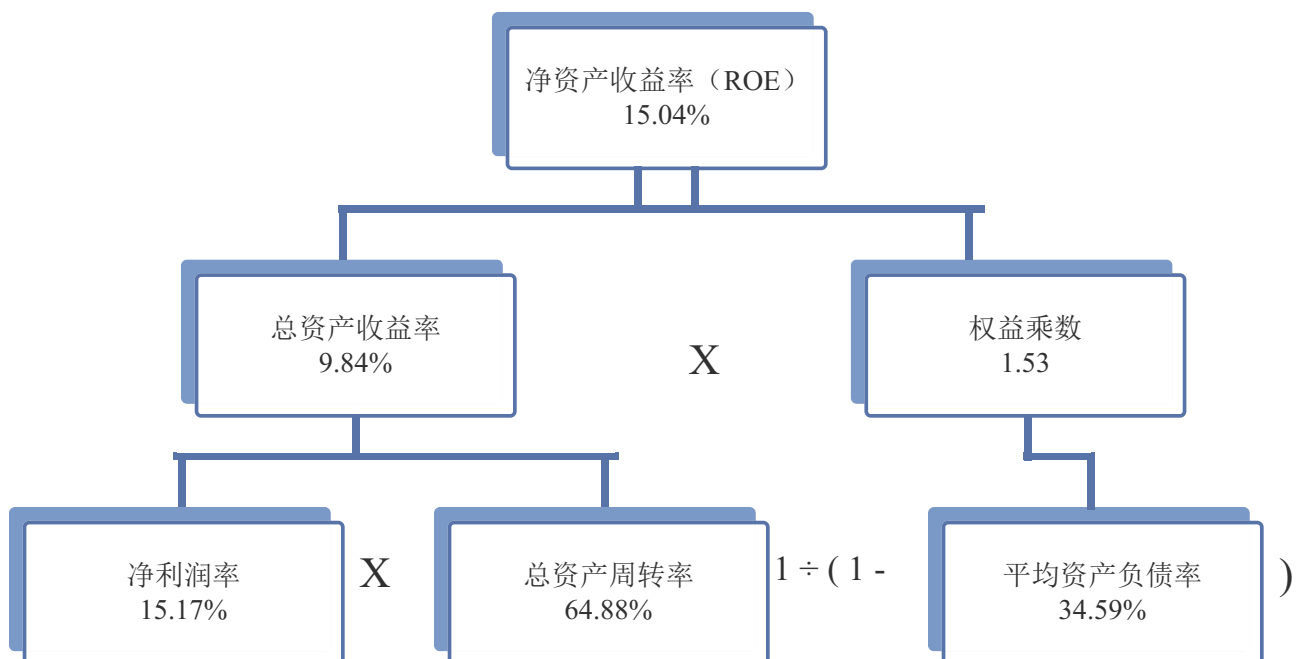 净资产收益率（ROE）
15.04%
总资产收益率
9.84%
X
权益乘数
1.53
净利润率
15.17%
X
总资产周转率
64.88%
1 ÷ ( 1 -
平均资产负债率
34.59%
)